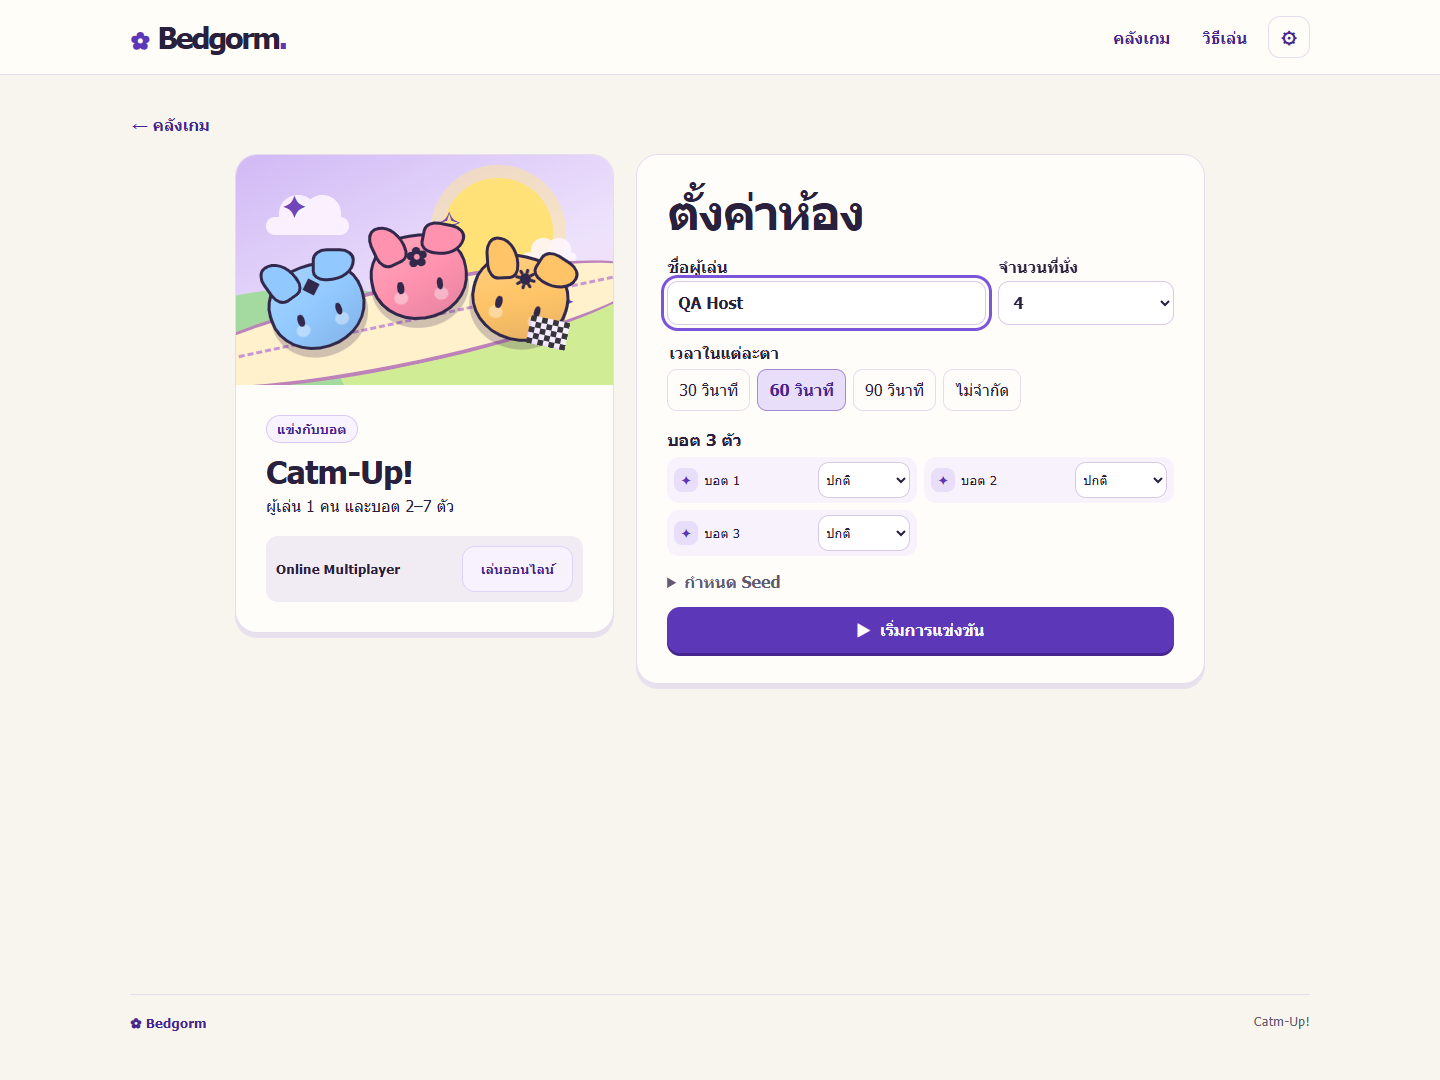 ✿ Bedgorm.
คลังเกม
วิธีเล่น
⚙
← คลังเกม
แข่งกับบอต
Catm-Up!
ผู้เล่น 1 คน และบอต 2–7 ตัว
Online Multiplayer
เล่นออนไลน์
ตั้งค่าห้อง
ชื่อผู้เล่น
จำนวนที่นั่ง
QA Host
4
เวลาในแต่ละตา
30 วินาที
60 วินาที
90 วินาที
ไม่จำกัด
บอต 3 ตัว
✦ บอต 1
ปกติ
✦ บอต 2
ปกติ
✦ บอต 3
ปกติ
▶ กำหนด Seed
▶ เริ่มการแข่งขัน
✿ Bedgorm
Catm-Up!